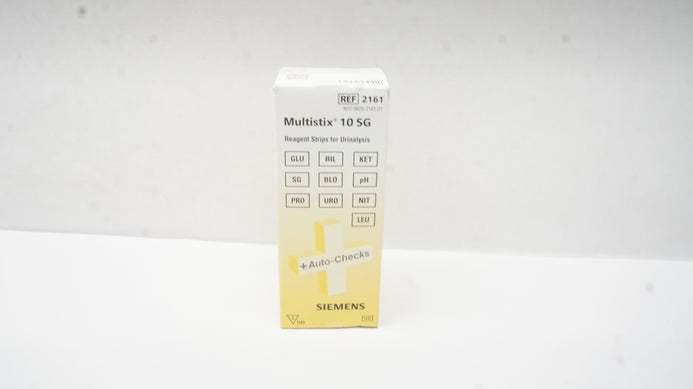 REF 2161
Multistix® 10 SG
Reagent Strips for Urinalysis
GLU BIL KET
SG BLO pH
PRO URO NIT
LEU
+Auto-Checks
SIEMENS
100